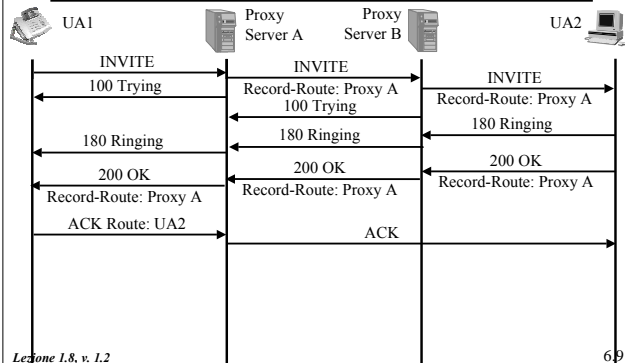 UA1
Proxy
Server A
Proxy
Server B
UA2
INVITE
INVITE
INVITE
100 Trying
Record-Route: Proxy A
Record-Route: Proxy A
100 Trying
180 Ringing
180 Ringing
180 Ringing
200 OK
200 OK
200 OK
Record-Route: Proxy A
Record-Route: Proxy A
Record-Route: Proxy A
ACK Route: UA2
ACK
Lezione 1.8, v. 1.2
6.9